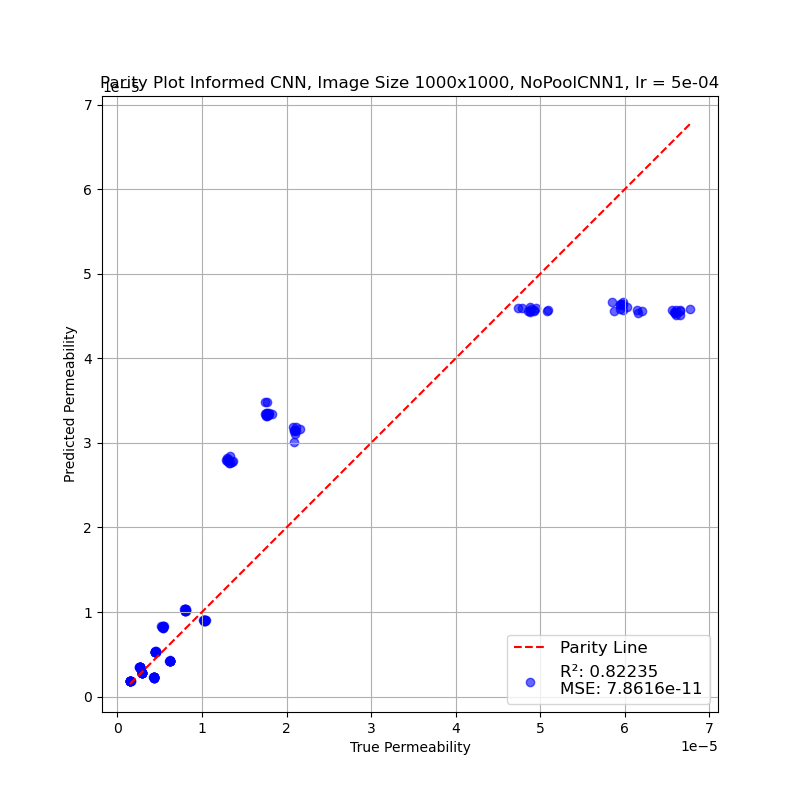 Parity Plot Informed CNN, Image Size 1000x1000, NoPoolCNN1, lr = 5e-04
1e−5
7
6
5
4
3
2
1
0
Predicted Permeability
Parity Line
R²: 0.82235
MSE: 7.8616e-11
0 1 2 3 4 5 6 7
1e−5
True Permeability